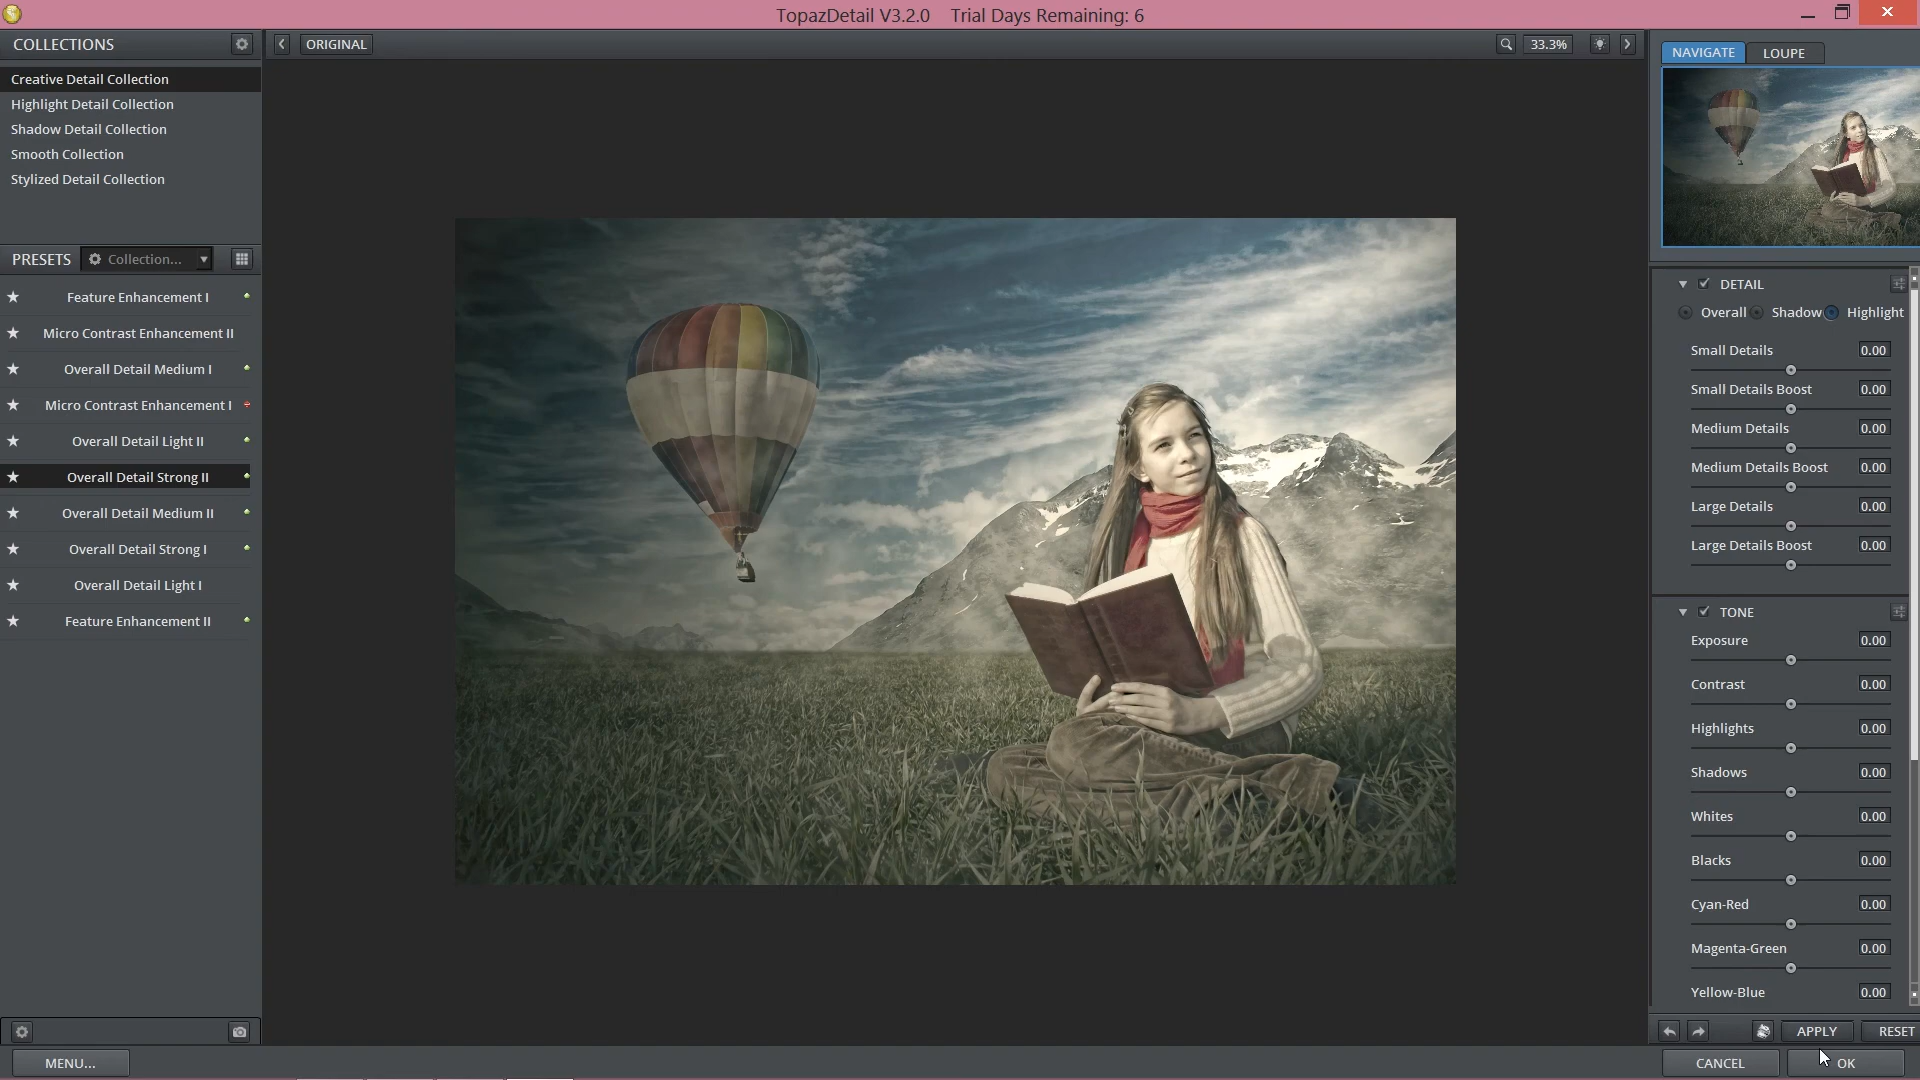 TopazDetail V3.2.0 Trial Days Remaining: 6
COLLECTIONS
ORIGINAL
33.3%
NAVIGATE
LOUPE
Creative Detail Collection
Highlight Detail Collection
Shadow Detail Collection
Smooth Collection
Stylized Detail Collection
PRESETS
Collection...
Feature Enhancement I
Micro Contrast Enhancement II
Overall Detail Medium I
Micro Contrast Enhancement I
Overall Detail Light II
Overall Detail Strong II
Overall Detail Medium II
Overall Detail Strong I
Overall Detail Light I
Feature Enhancement II
DETAIL
Overall Shadow Highlight
Small Details 0.00
Small Details Boost 0.00
Medium Details 0.00
Medium Details Boost 0.00
Large Details 0.00
Large Details Boost 0.00
TONE
Exposure 0.00
Contrast 0.00
Highlights 0.00
Shadows 0.00
Whites 0.00
Blacks 0.00
Cyan-Red 0.00
Magenta-Green 0.00
Yellow-Blue 0.00
APPLY RESET
MENU...
CANCEL OK